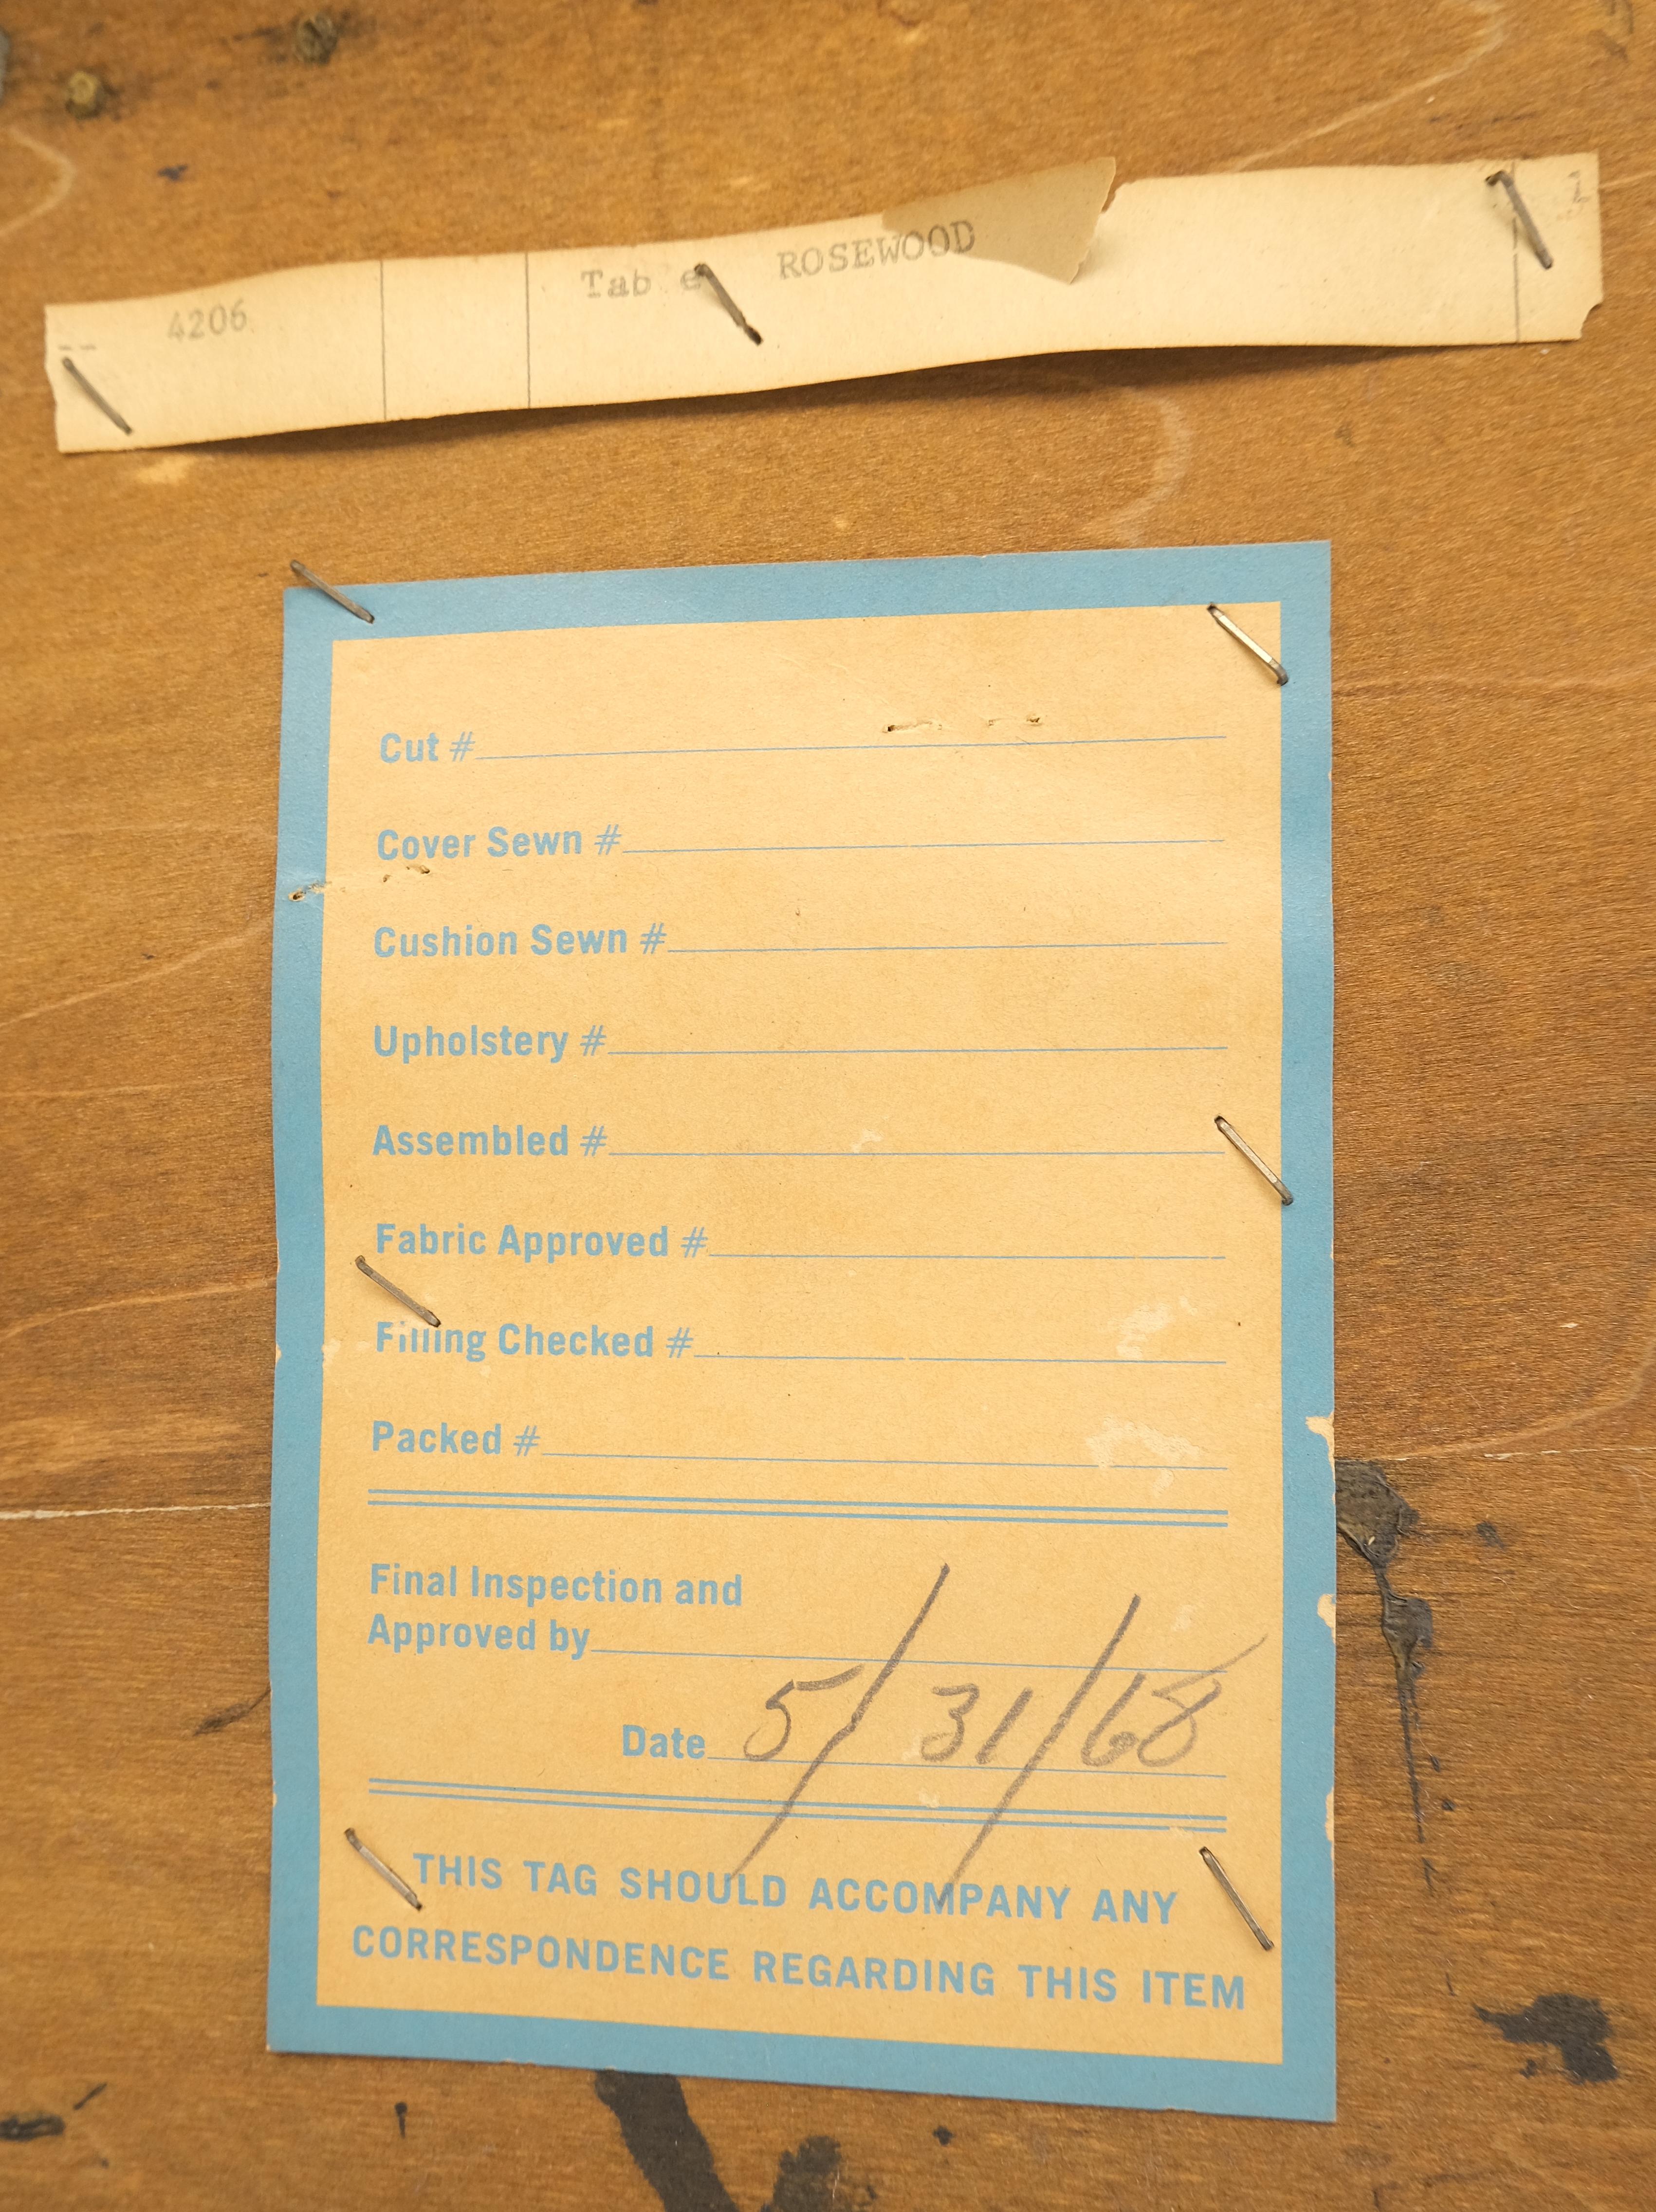 -- 4206 Tab e ROSEWOOD
Cut #
Cover Sewn #
Cushion Sewn #
Upholstery #
Assembled #
Fabric Approved #
Filling Checked #
Packed #
Final Inspection and
Approved by
Date 5/31/68
THIS TAG SHOULD ACCOMPANY ANY
CORRESPONDENCE REGARDING THIS ITEM